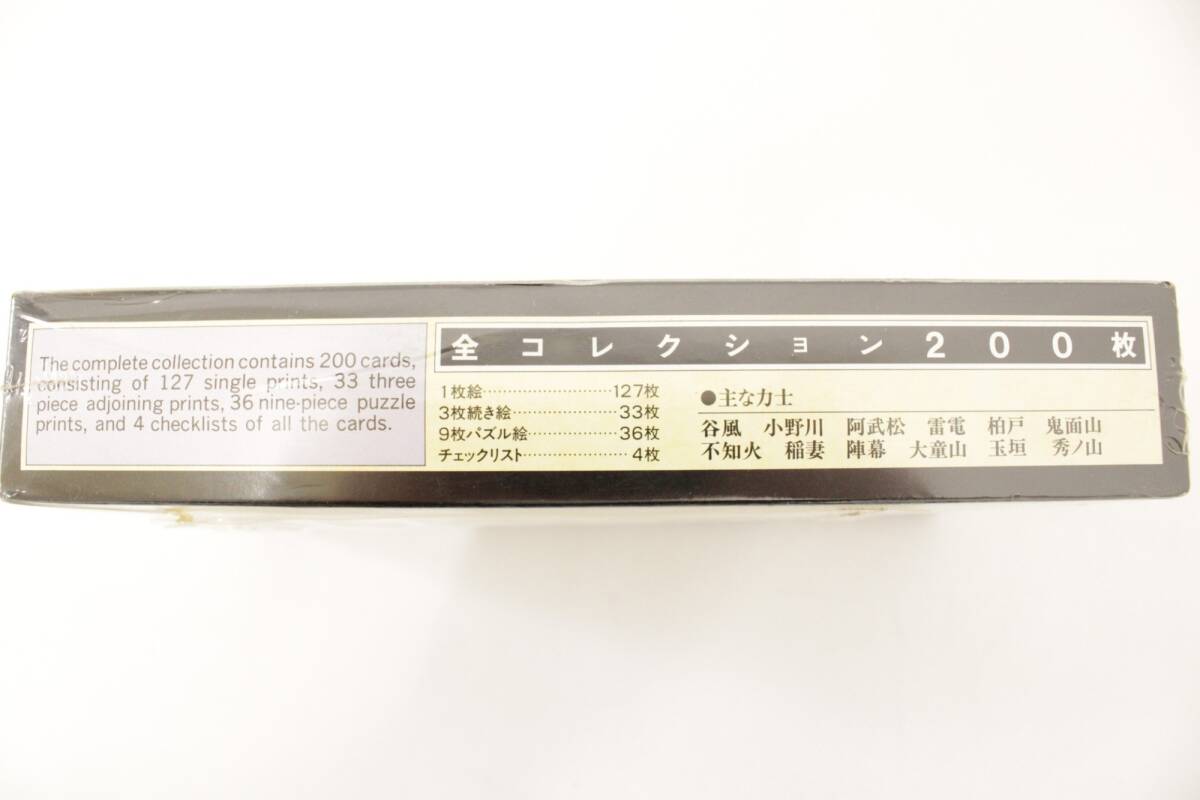 The complete collection contains 200 cards,
consisting of 127 single prints, 33 three
piece adjoining prints, 36 nine-piece puzzle
prints, and 4 checklists of all the cards.
全コレクション200枚
1枚絵……………………127枚
3枚続き絵………………33枚
9枚パズル絵……………36枚
チェックリスト……………4枚
●主な力士
谷風 小野川 阿武松 雷電 柏戸 鬼面山
不知火 稲妻 陣幕 大童山 玉垣 秀ノ山